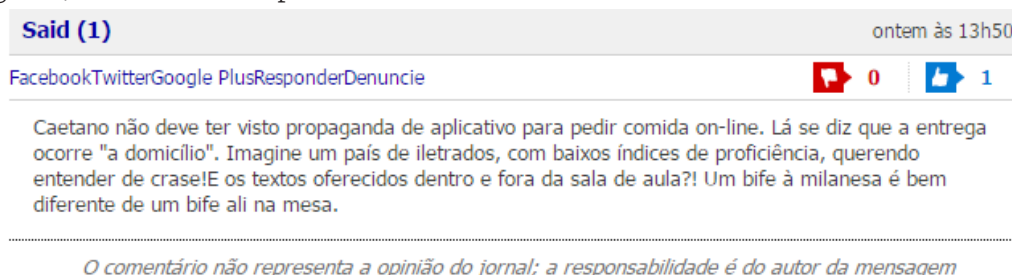 Said (1) ontem às 13h50
FacebookTwitterGoogle PlusResponderDenuncie 0 1
Caetano não deve ter visto propaganda de aplicativo para pedir comida on-line. Lá se diz que a entrega
ocorre "a domicílio". Imagine um país de iletrados, com baixos índices de proficiência, querendo
entender de crase!E os textos oferecidos dentro e fora da sala de aula?! Um bife à milanesa é bem
diferente de um bife ali na mesa.
O comentário não representa a opinião do jornal; a responsabilidade é do autor da mensagem